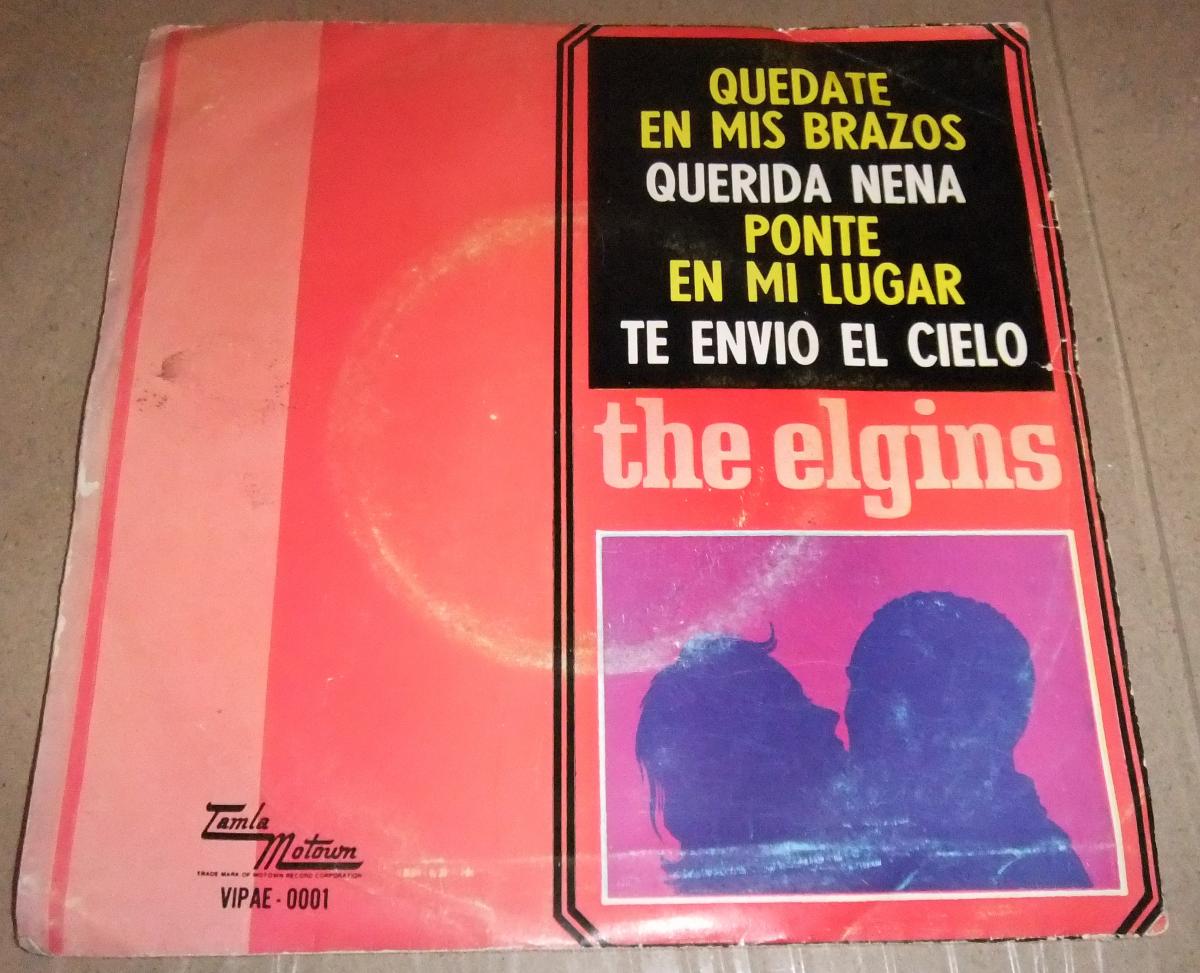 QUEDATE
EN MIS BRAZOS
QUERIDA NENA
PONTE
EN MI LUGAR
TE ENVIO EL CIELO
the elgins
Tamla
Motown
TRADE MARK OF MOTOWN RECORD CORPORATION
VIPAE-0001